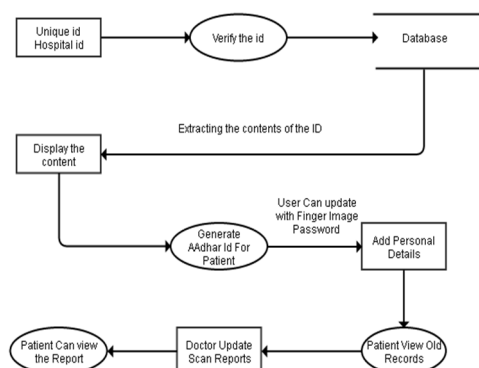 Unique id
Hospital id
Verify the id
Database
Extracting the contents of the ID
Display the
content
User Can update
with Finger Image
Password
Generate
AAdhar Id For
Patient
Add Personal
Details
Patient Can view
the Report
Doctor Update
Scan Reports
Patient View Old
Records